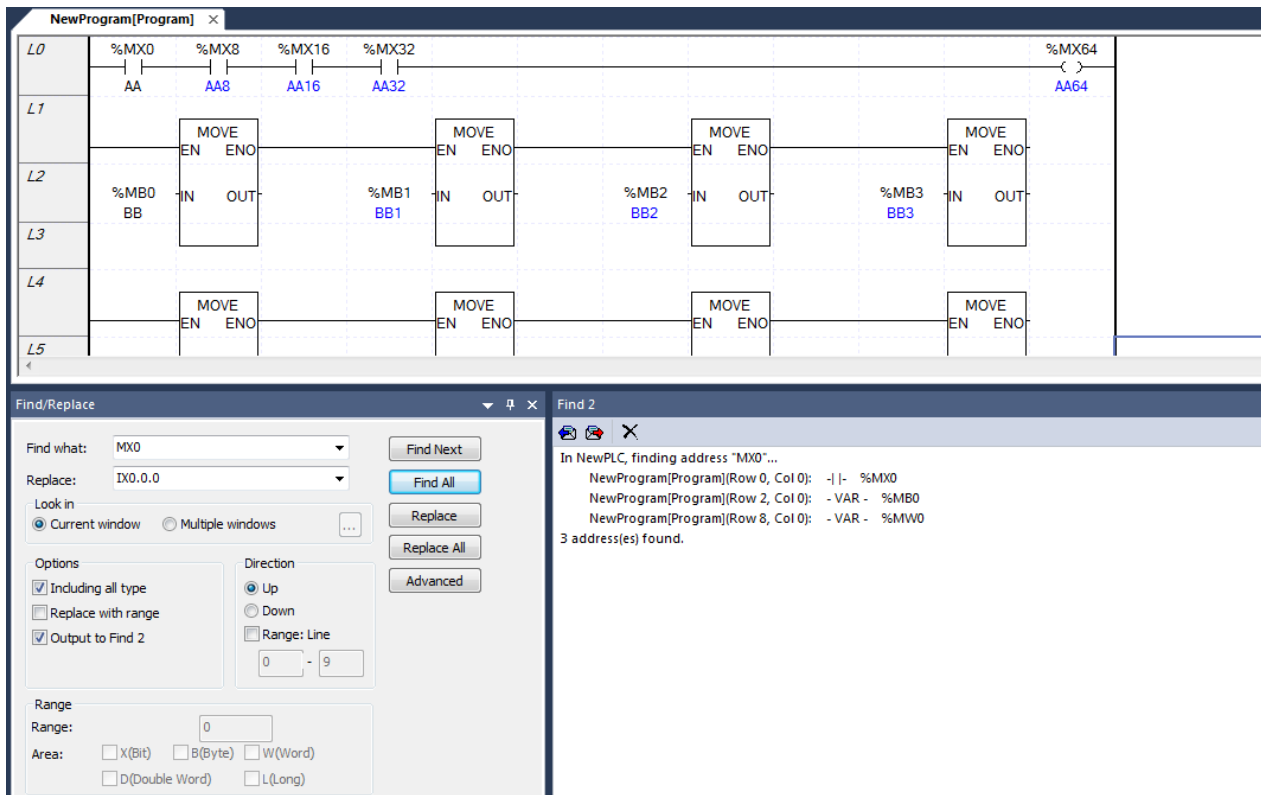 NewProgram[Program] ×
L0 %MX0 %MX8 %MX16 %MX32 %MX64
AA AA8 AA16 AA32 AA64
L1
MOVE MOVE MOVE MOVE
EN ENO EN ENO EN ENO EN ENO
L2
%MB0 IN OUT %MB1 IN OUT %MB2 IN OUT %MB3 IN OUT
BB BB1 BB2 BB3
L3
L4
MOVE MOVE MOVE MOVE
EN ENO EN ENO EN ENO EN ENO
L5
Find/Replace
Find what: MX0 Find Next
Replace: IX0.0.0 Find All
Look in
Current window Multiple windows ... Replace
Replace All
Options Direction
Including all type Up Advanced
Replace with range Down
Output to Find 2 Range: Line
0 - 9
Range
Range: 0
Area: X(Bit) B(Byte) W(Word)
D(Double Word) L(Long)
Find 2
In NewPLC, finding address "MX0"...
NewProgram[Program](Row 0, Col 0): -| |- %MX0
NewProgram[Program](Row 2, Col 0): - VAR - %MB0
NewProgram[Program](Row 8, Col 0): - VAR - %MW0
3 address(es) found.